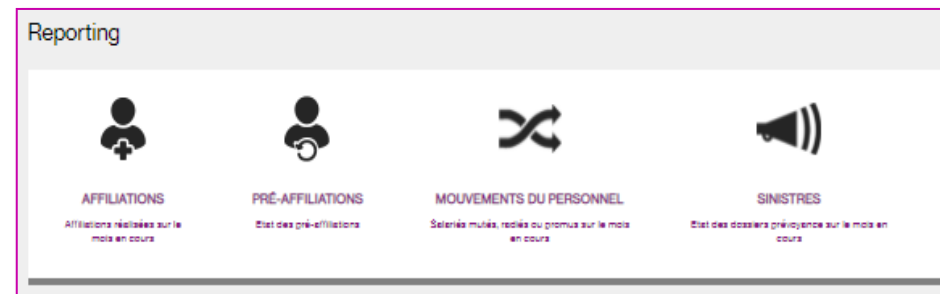 Reporting
AFFILIATIONS
PRÉ-AFFILIATIONS
MOUVEMENTS DU PERSONNEL
SINISTRES
Affiliations réalisées sur le
mois en cours
Etat des pré-affiliations
Salariés mutés, radiés ou promus sur le mois
en cours
Etat des dossiers prévoyance sur le mois en
cours